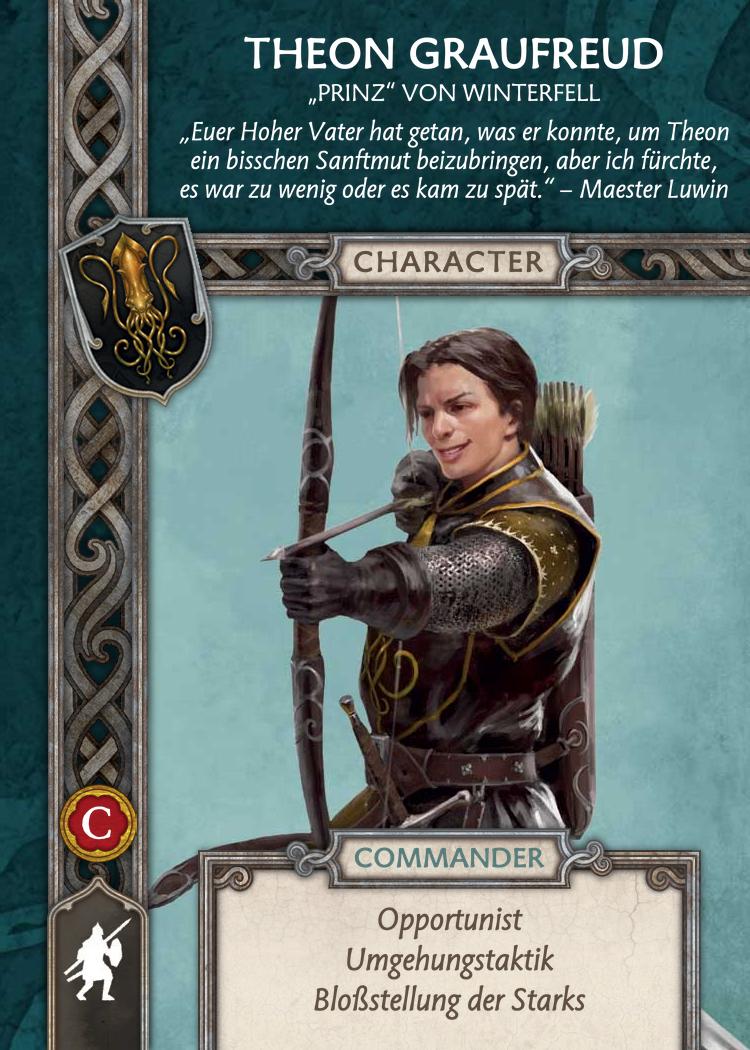 THEON GRAUFREUD
„PRINZ“ VON WINTERFELL
„Euer Hoher Vater hat getan, was er konnte, um Theon
ein bisschen Sanftmut beizubringen, aber ich fürchte,
es war zu wenig oder es kam zu spät.“ – Maester Luwin
CHARACTER
C
COMMANDER
Opportunist
Umgehungstaktik
Bloßstellung der Starks